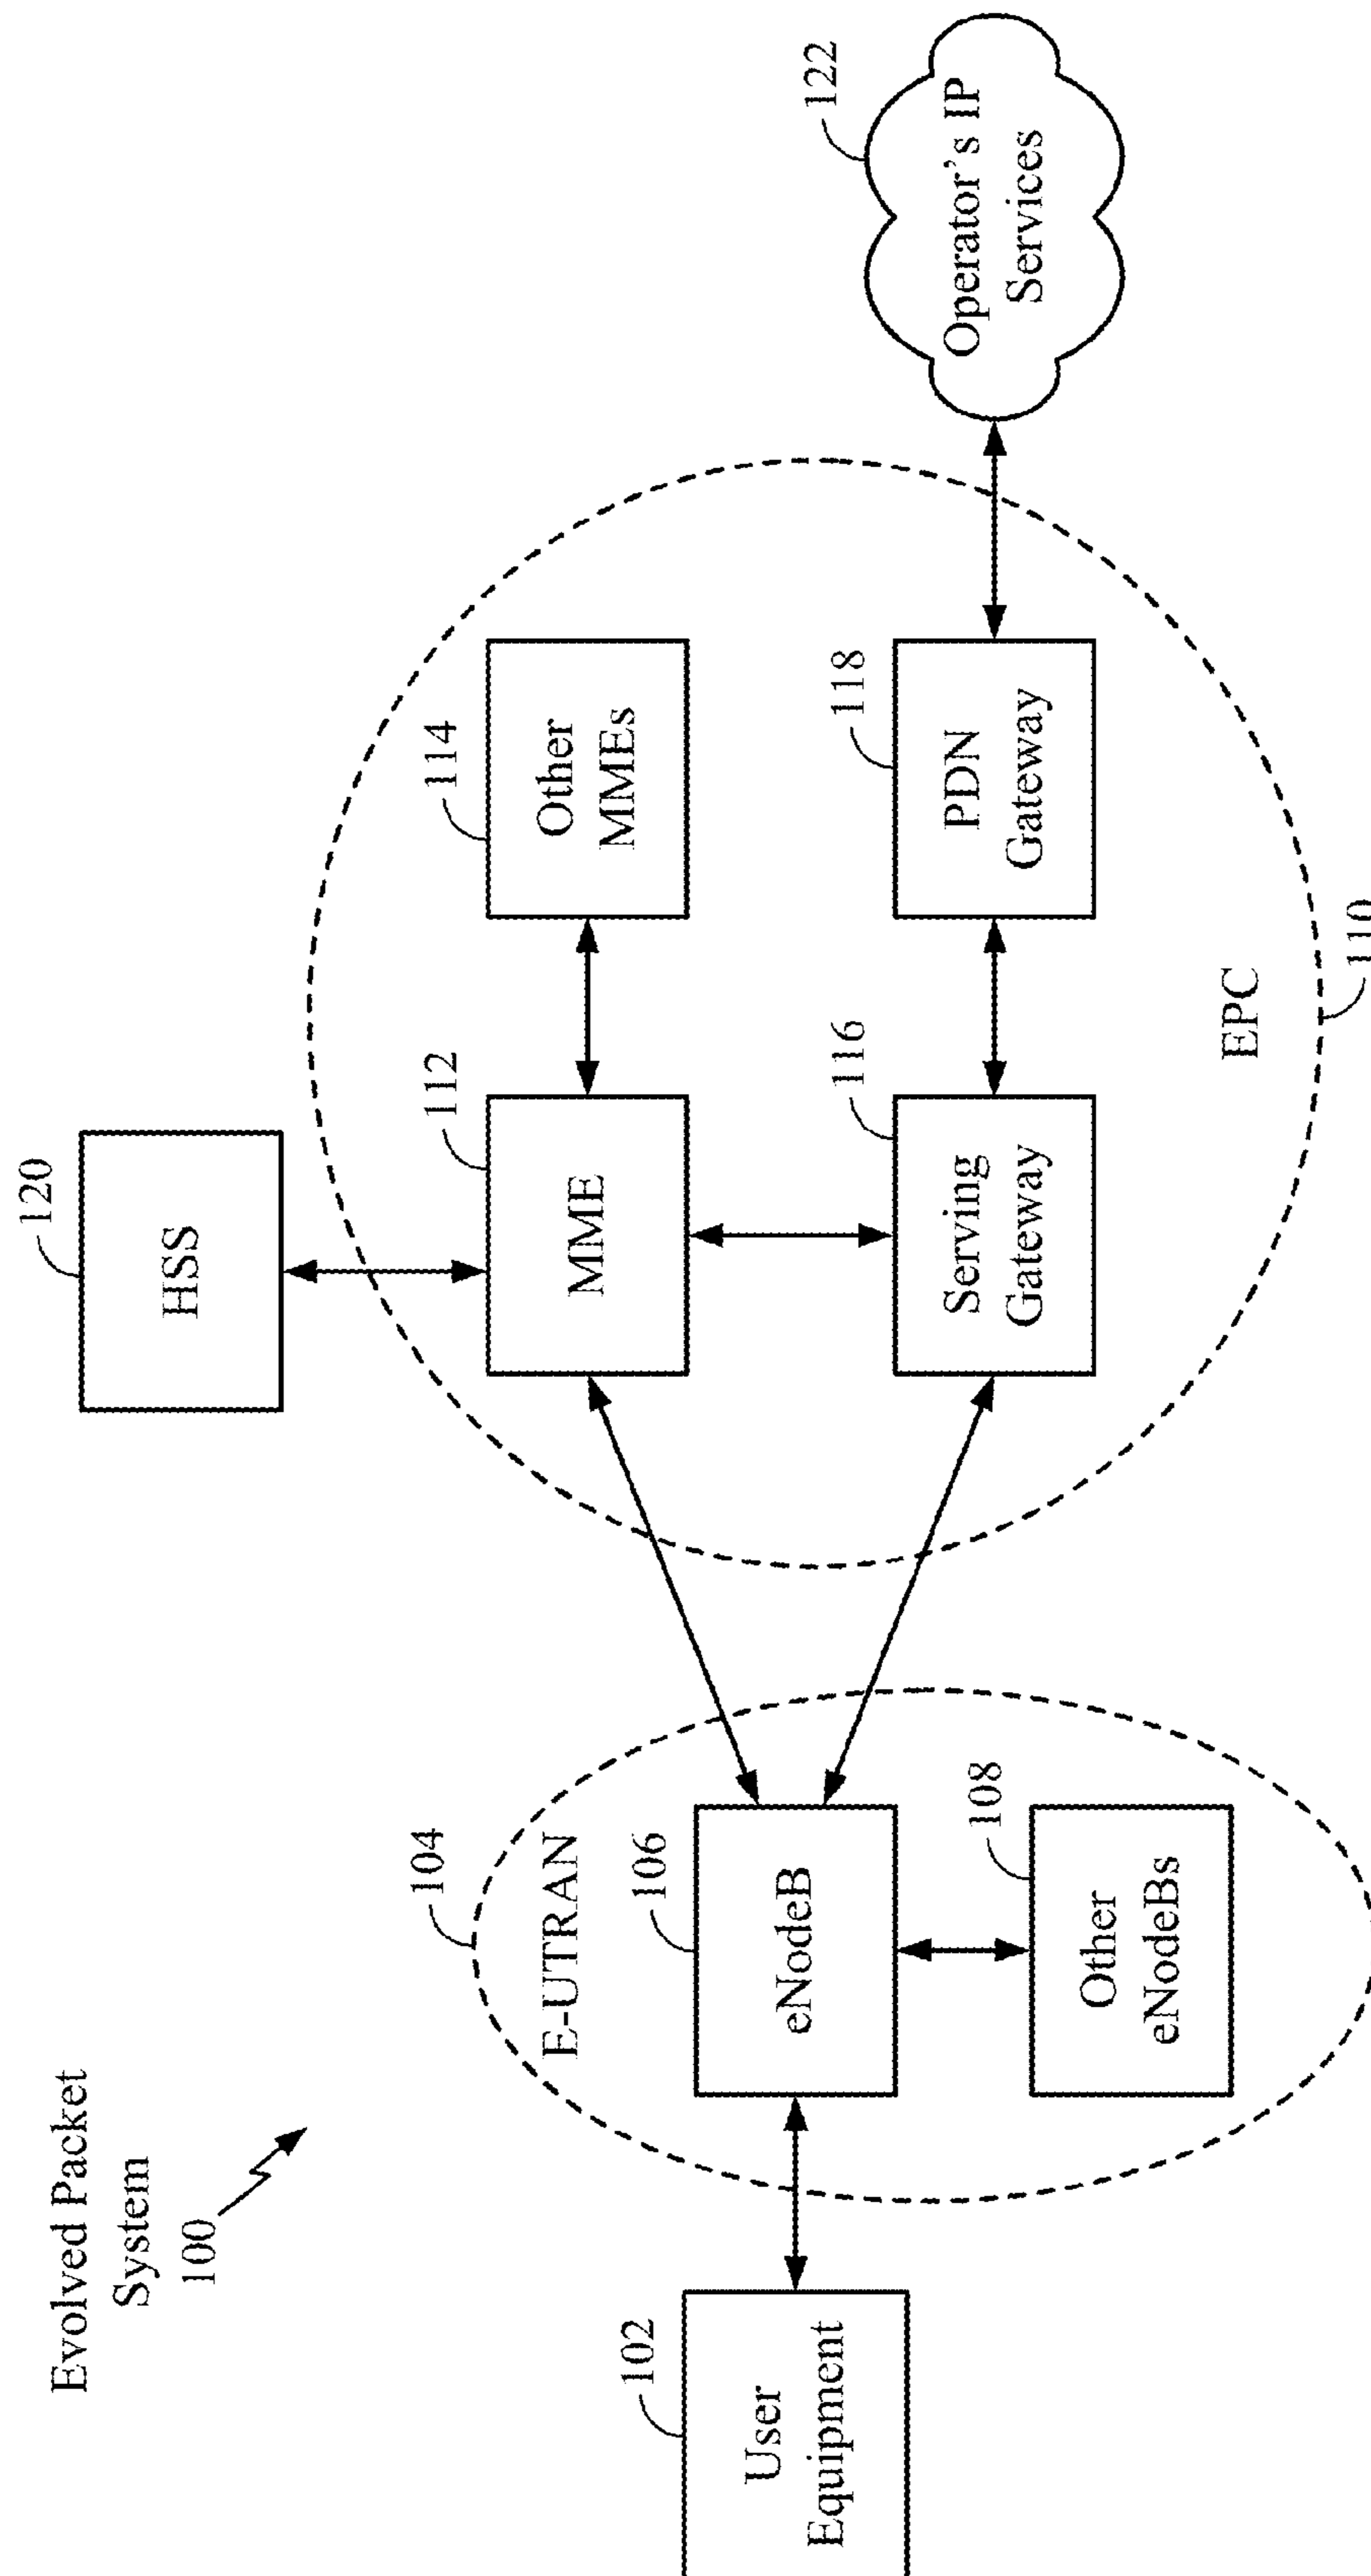 Evolved Packet
System
100
120
HSS
104
E-UTRAN
112
MME
114
Other
MMEs
102
User
Equipment
106
eNodeB
108
Other
eNodeBs
116
Serving
Gateway
118
PDN
Gateway
122
Operator's IP
Services
EPC
110